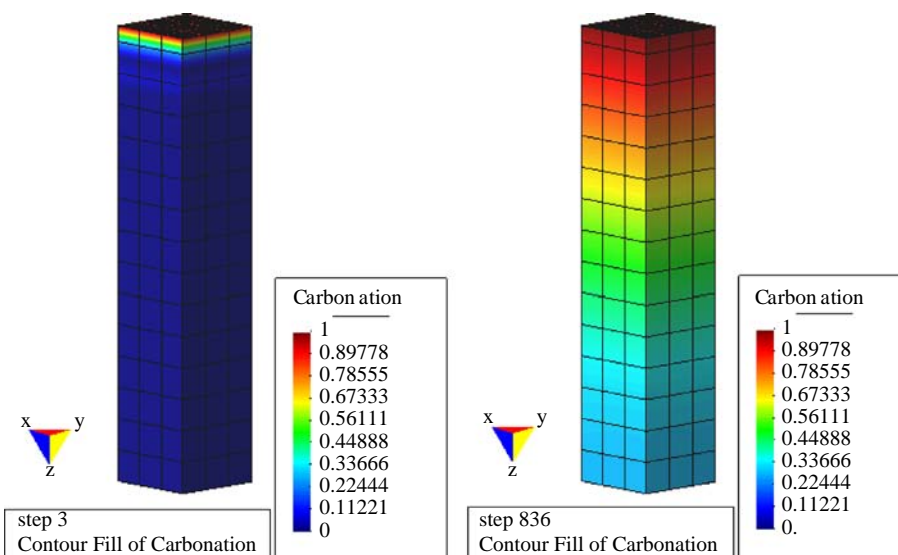 Carbon ation
1
0.89778
0.78555
0.67333
0.56111
0.44888
0.33666
0.22444
0.11221
0
x y
z
step 3
Contour Fill of Carbonation
Carbon ation
1
0.89778
0.78555
0.67333
0.56111
0.44888
0.33666
0.22444
0.11221
0.
x y
z
step 836
Contour Fill of Carbonation